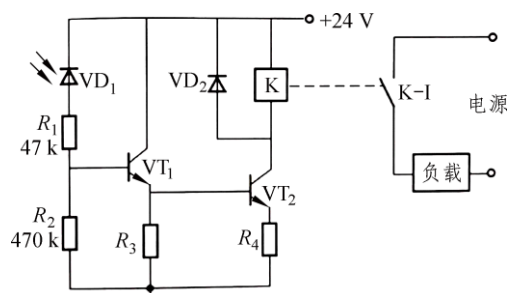 +24 V
VD₁
VD₂
K
K-I
电源
R₁
47 k
VT₁
负载
VT₂
R₂
470 k
R₃
R₄